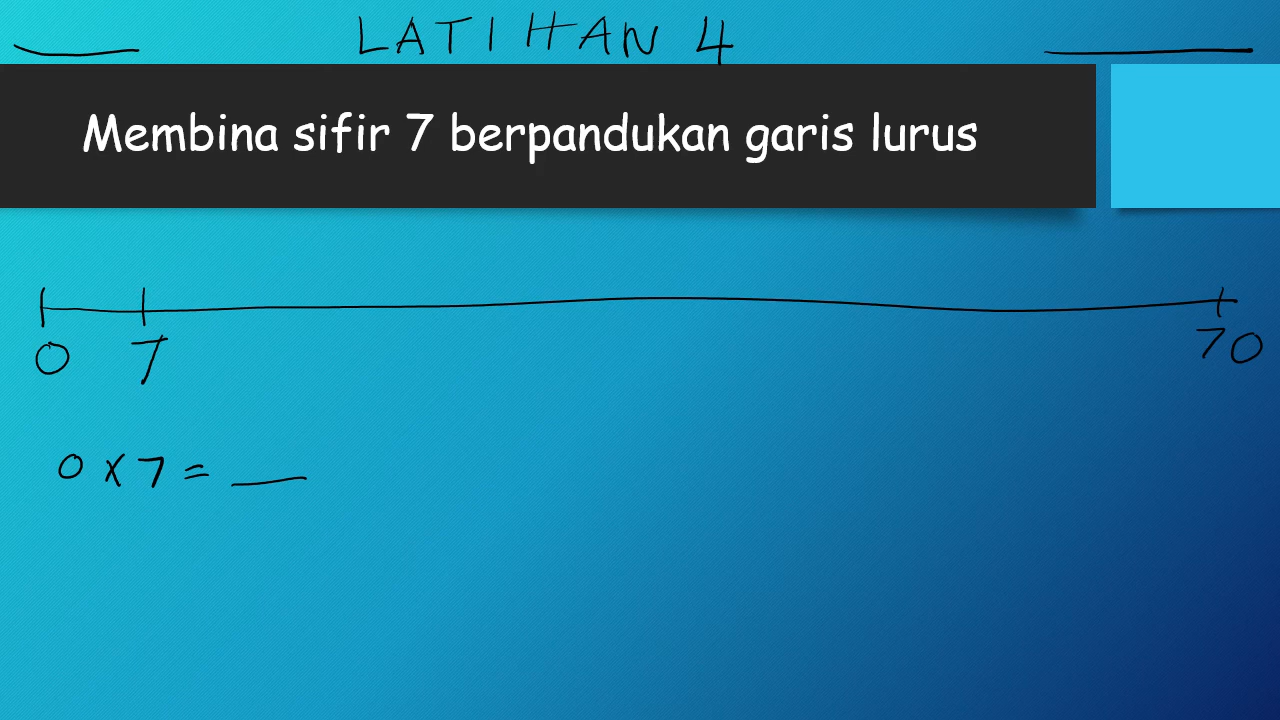 LATIHAN 4
Membina sifir 7 berpandukan garis lurus
0 7 70
0 x 7 = __